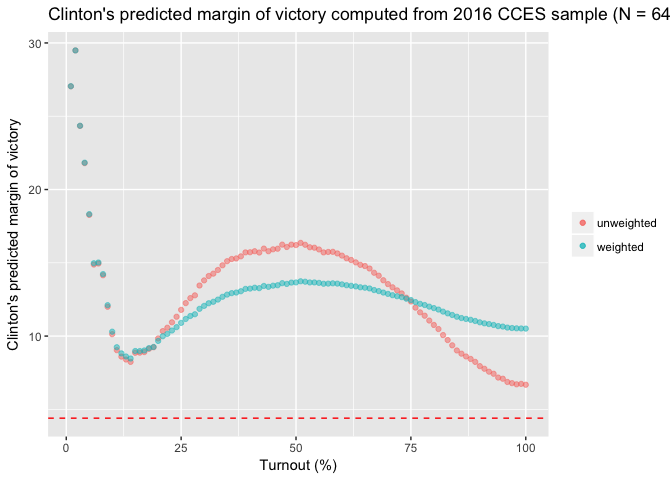 Clinton's predicted margin of victory computed from 2016 CCES sample (N = 64
30
20
10
Clinton's predicted margin of victory
0
25
50
75
100
Turnout (%)
unweighted
weighted